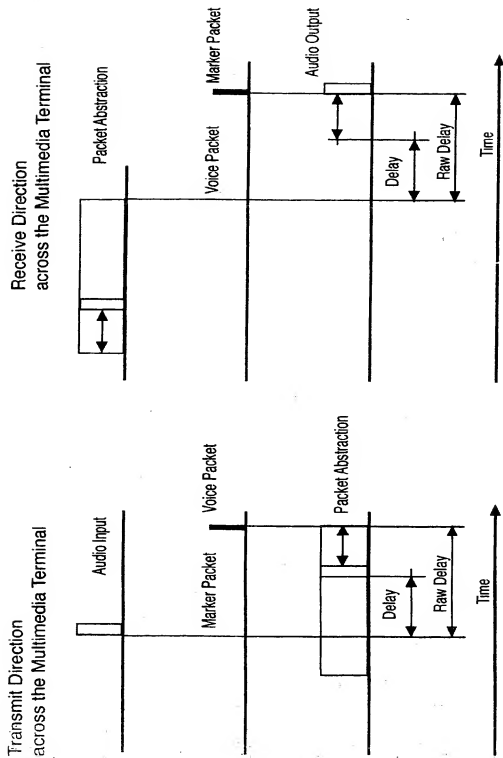 Transmit Direction
across the Multimedia Terminal
Audio Input
Marker Packet
Voice Packet
Packet Abstraction
Delay
Raw Delay
Time
Receive Direction
across the Multimedia Terminal
Packet Abstraction
Voice Packet
Marker Packet
Audio Output
Delay
Raw Delay
Time